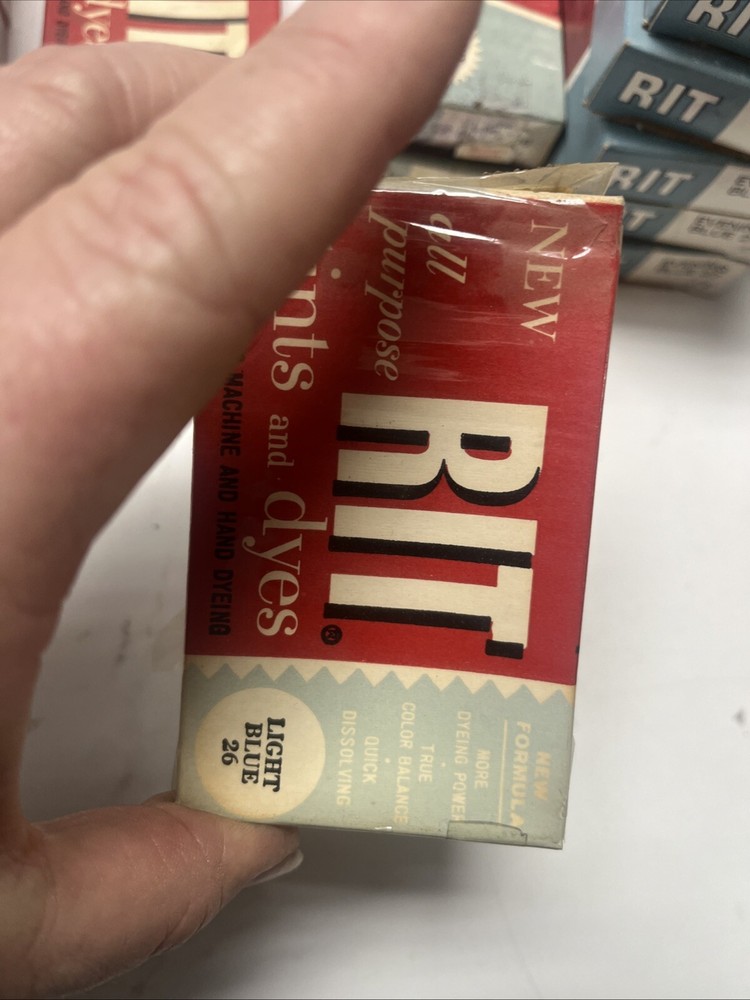 NEW
all
purpose
RIT®
ints and dyes
MACHINE AND HAND DYEING
NEW
FORMULA
MORE
DYEING POWER
TRUE
COLOR BALANCE
QUICK
DISSOLVING
LIGHT
BLUE
26
RIT
RIT
RIT